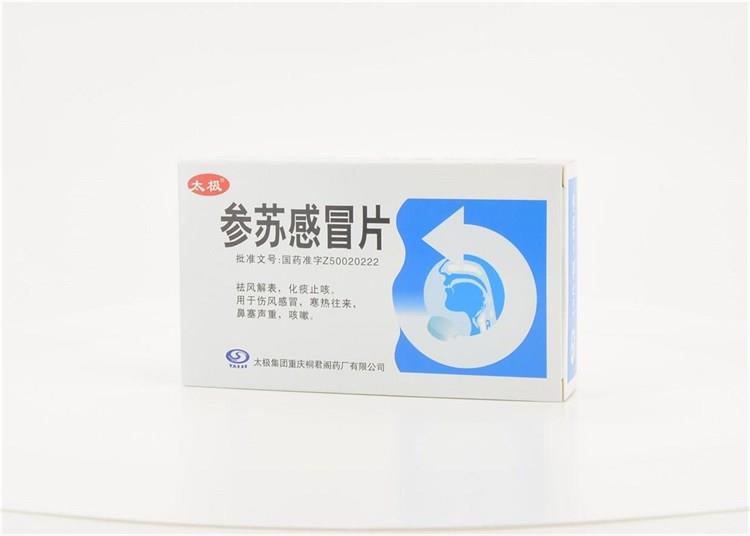 太极®
参苏感冒片
批准文号:国药准字Z50020222
祛风解表、化痰止咳。
用于伤风感冒，寒热往来，
鼻塞声重，咳嗽。
太极集团重庆桐君阁药厂有限公司